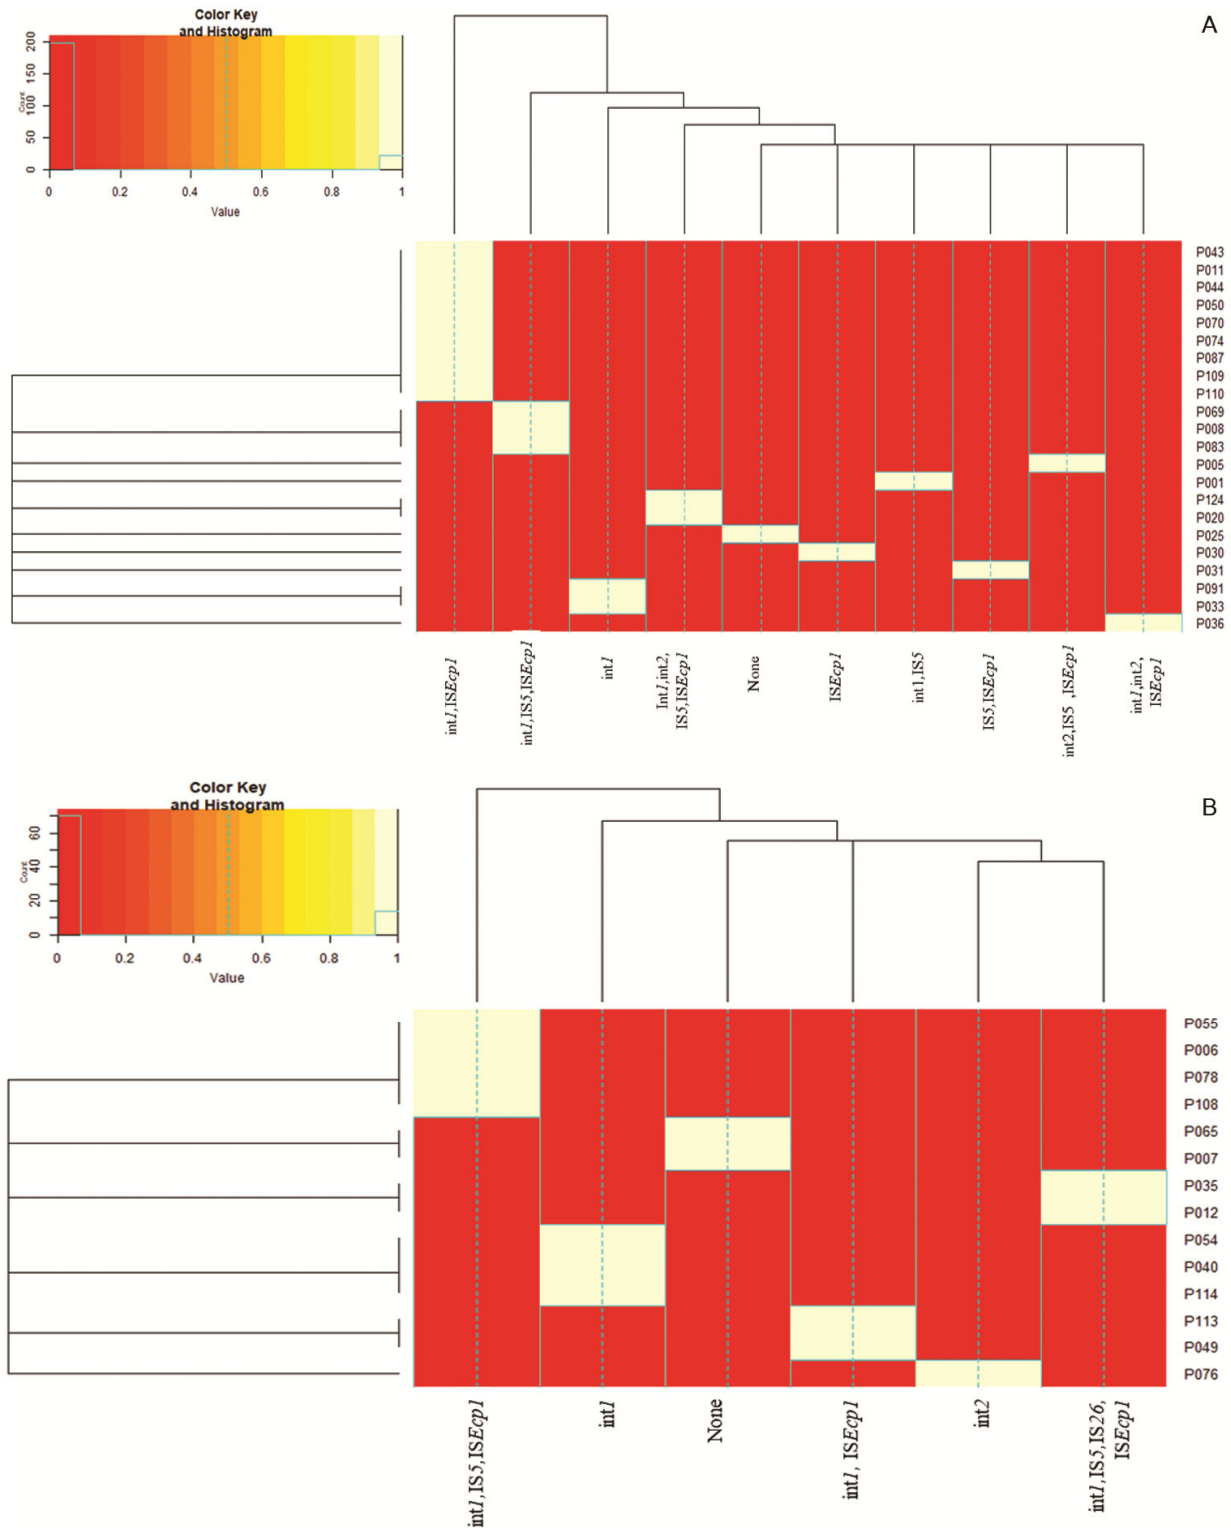 Color Key
and Histogram
A
Count
0
50
100
150
200
0
0.2
0.4
0.6
0.8
1
Value
P043
P011
P044
P050
P070
P074
P087
P109
P110
P069
P008
P083
P005
P001
P124
P020
P025
P030
P031
P091
P033
P036
int1,ISEcp1
int1,IS5,ISEcp1
int1
Int1,int2,
IS5,ISEcp1
None
ISEcp1
int1,IS5
IS5,ISEcp1
int2,IS5 ,ISEcp1
int1,int2,
ISEcp1
Color Key
and Histogram
B
Count
0
20
40
60
0
0.2
0.4
0.6
0.8
1
Value
P055
P006
P078
P108
P065
P007
P035
P012
P054
P040
P114
P113
P049
P076
int1,IS5,ISEcp1
int1
None
int1, ISEcp1
int2
int1,IS5,IS26,
ISEcp1